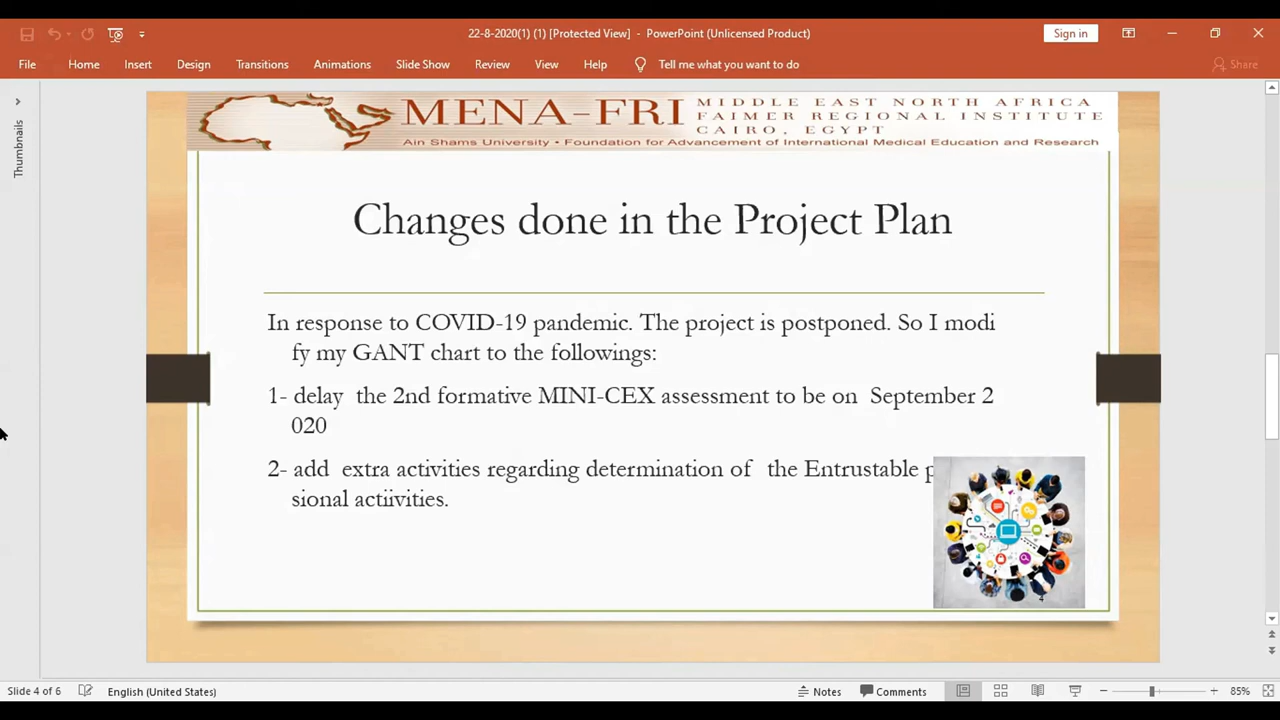 22-8-2020(1) (1) [Protected View] - PowerPoint (Unlicensed Product)
Sign in
File Home Insert Design Transitions Animations Slide Show Review View Help Tell me what you want to do Share
Thumbnails
MENA-FRI
MIDDLE EAST NORTH AFRICA
FAIMER REGIONAL INSTITUTE
CAIRO, EGYPT
Ain Shams University • Foundation for Advancement of International Medical Education and Research
Changes done in the Project Plan
In response to COVID-19 pandemic. The project is postponed. So I modi
fy my GANT chart to the followings:
1- delay the 2nd formative MINI-CEX assessment to be on September 2
020
2- add extra activities regarding determination of the Entrustable
sional actiivities.
4
Slide 4 of 6 English (United States) Notes Comments 85%